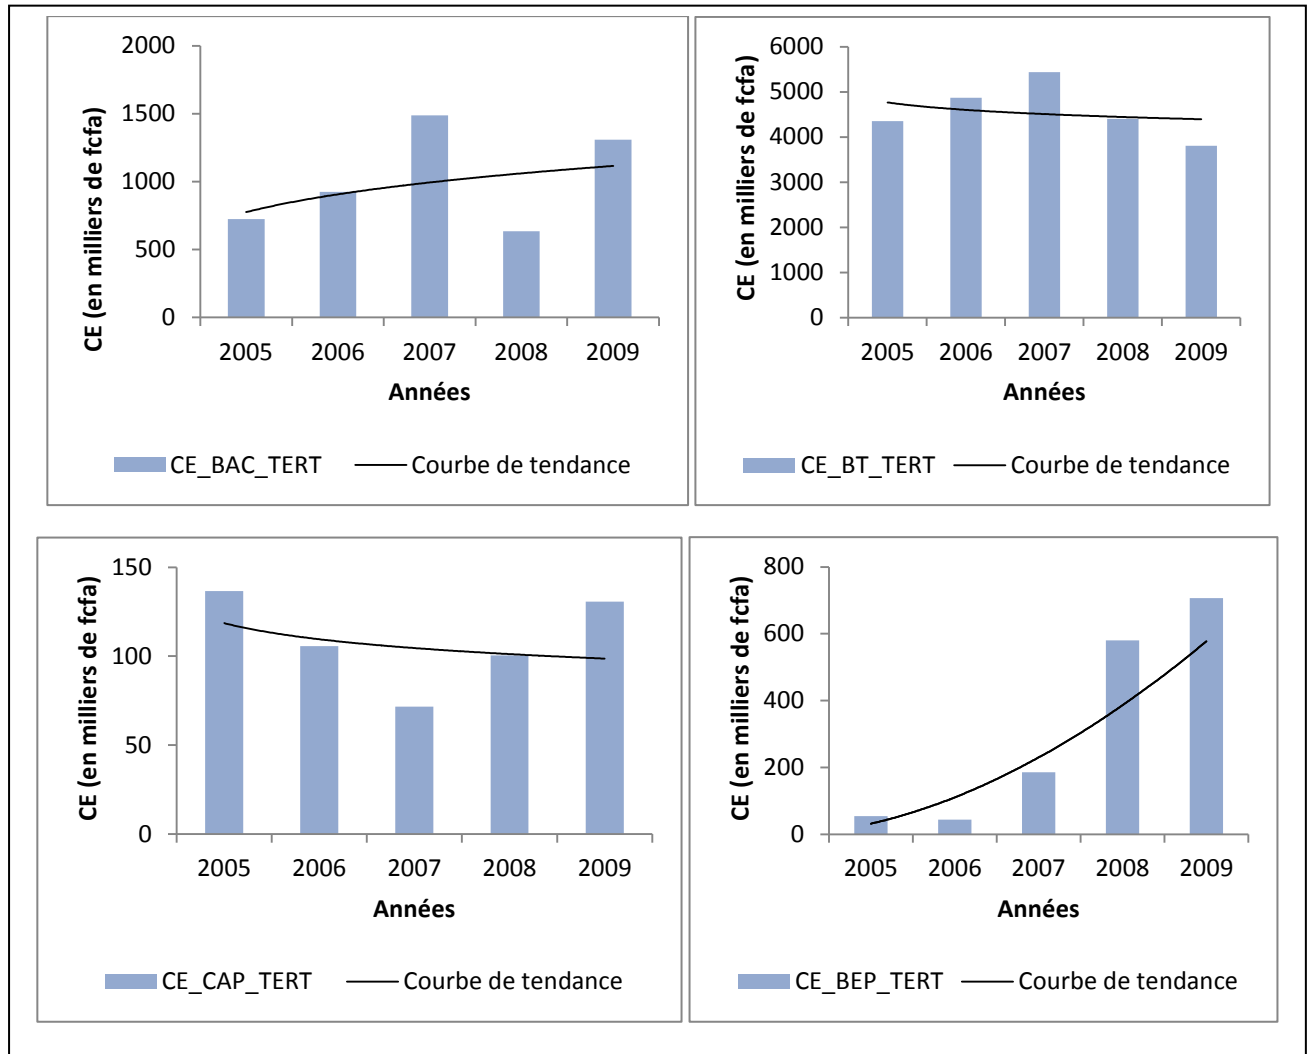 2000
1500
1000
500
0
CE (en milliers de fcfa)
2005 2006 2007 2008 2009
Années
CE_BAC_TERT Courbe de tendance
6000
5000
4000
3000
2000
1000
0
CE (en milliers de fcfa)
2005 2006 2007 2008 2009
Années
CE_BT_TERT Courbe de tendance
150
100
50
0
CE (en milliers de fcfa)
2005 2006 2007 2008 2009
Années
CE_CAP_TERT Courbe de tendance
800
600
400
200
0
CE (en milliers de fcfa)
2005 2006 2007 2008 2009
Années
CE_BEP_TERT Courbe de tendance